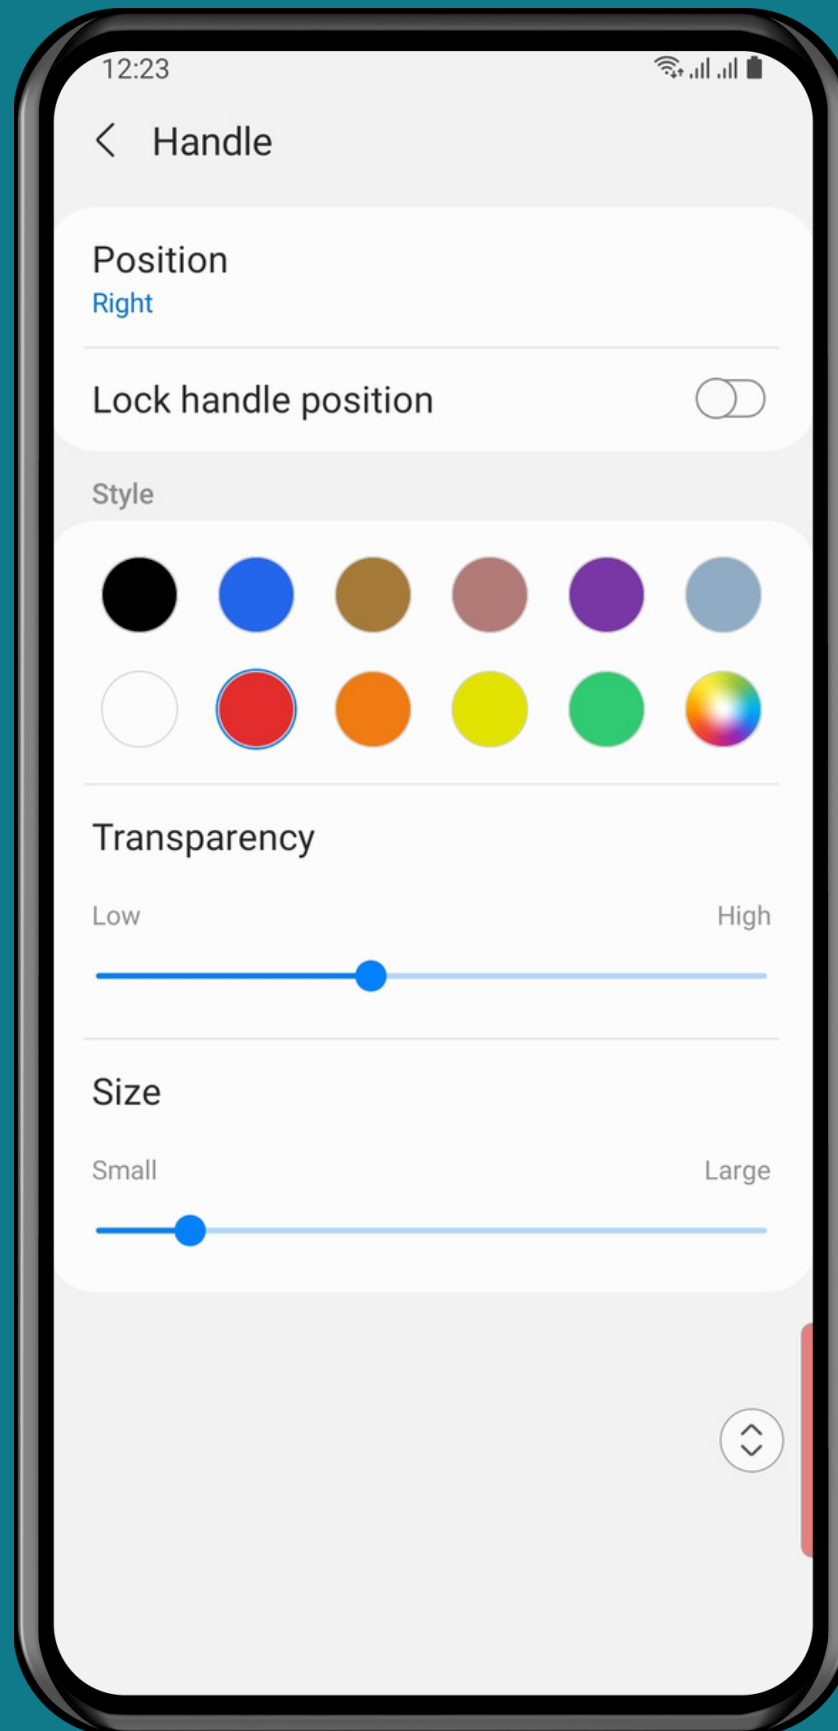 12:23
Handle
Position
Right
Lock handle position
Style
Transparency
Low High
Size
Small Large